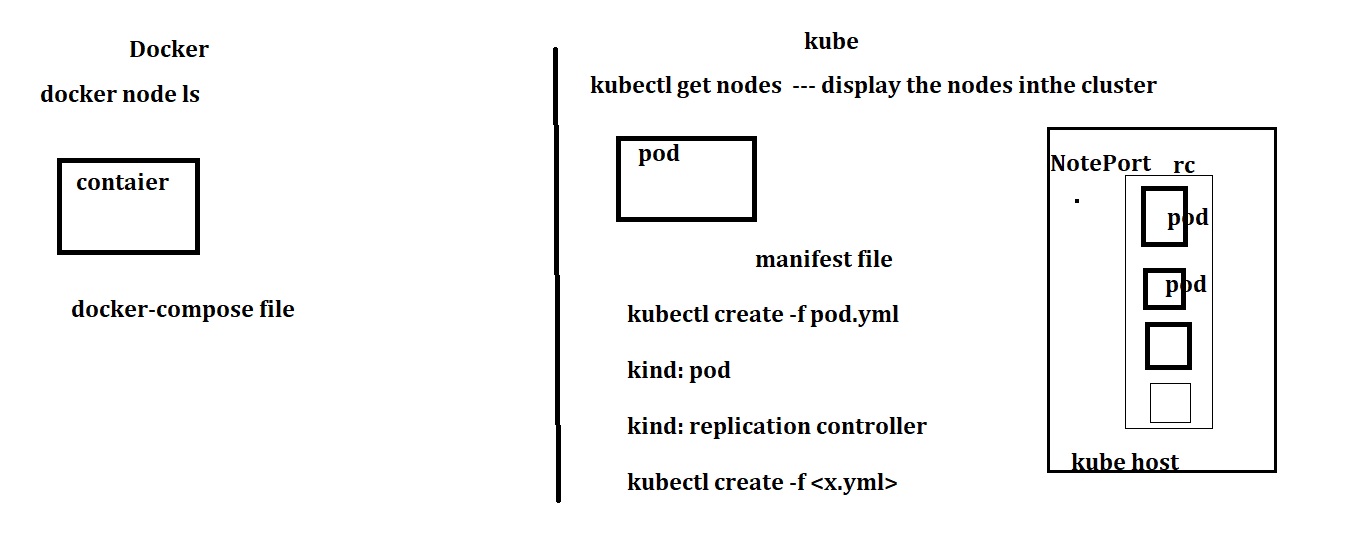 Docker
docker node ls
contaier
docker-compose file
kube
kubectl get nodes --- display the nodes inthe cluster
pod
manifest file
kubectl create -f pod.yml
kind: pod
kind: replication controller
kubectl create -f <x.yml>
NotePort rc
pod
pod
kube host